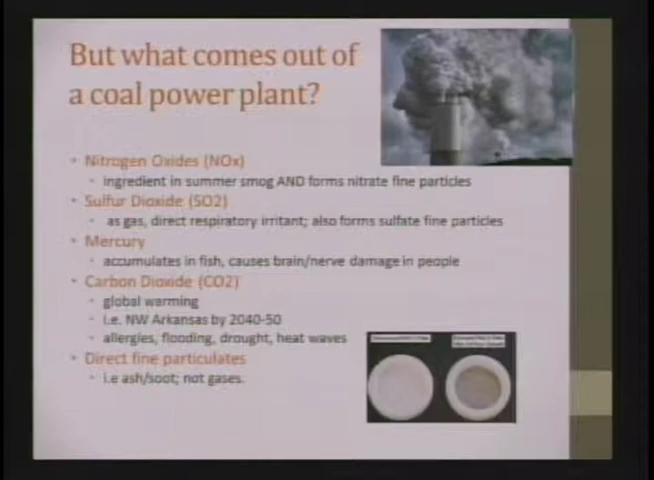 But what comes out of
a coal power plant?
Nitrogen Oxides (NOx)
ingredient in summer smog AND forms nitrate fine particles
Sulfur Dioxide (SO2)
as gas, direct respiratory irritant; also forms sulfate fine particles
Mercury
accumulates in fish, causes brain/nerve damage in people
Carbon Dioxide (CO2)
global warming
i.e. NW Arkansas by 2040-50
allergies, flooding, drought, heat waves
Direct fine particulates
i.e ash/soot; not gases.